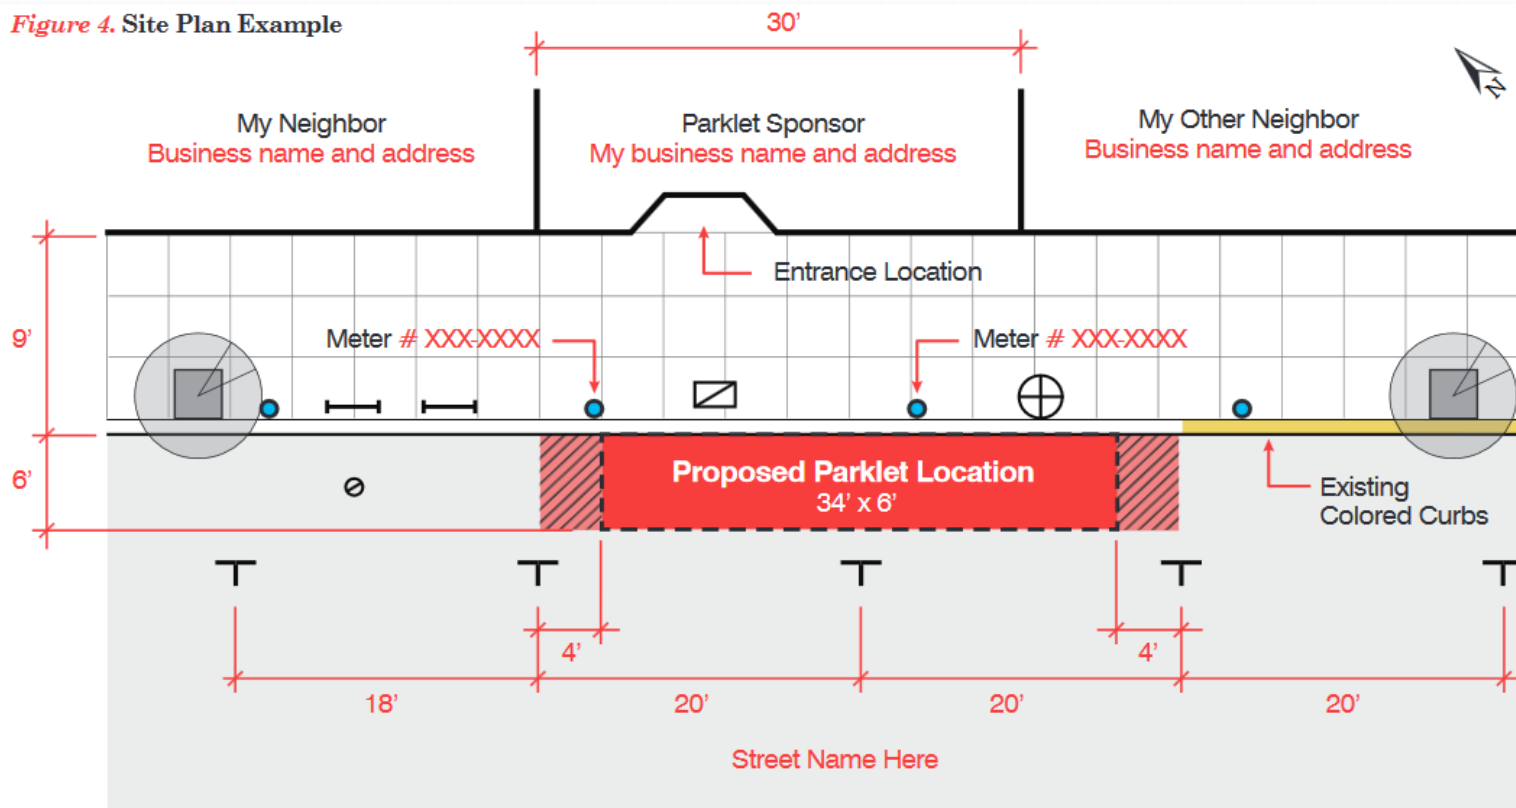 Figure 4. Site Plan Example
30’
N
My Neighbor
Business name and address
Parklet Sponsor
My business name and address
My Other Neighbor
Business name and address
Entrance Location
9’
Meter # XXX-XXXX
Meter # XXX-XXXX
6’
Proposed Parklet Location
34’ x 6’
Existing
Colored Curbs
4’
4’
18’
20’
20’
20’
Street Name Here